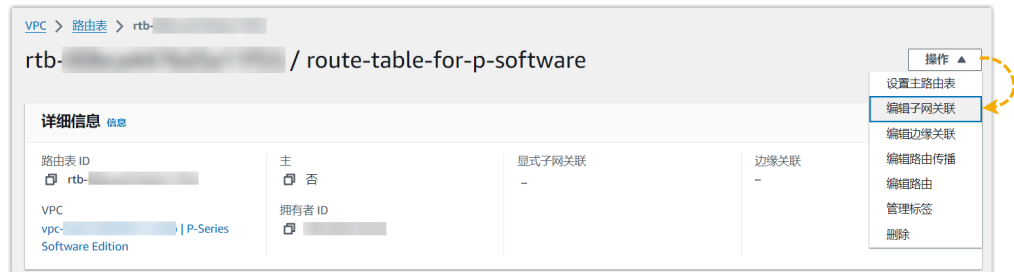 VPC > 路由表 > rtb-
rtb- / route-table-for-p-software
操作 ▲
设置主路由表
编辑子网关联
编辑边缘关联
编辑路由传播
编辑路由
管理标签
删除
详细信息 信息
路由表 ID
rtb-
主
否
显式子网关联
–
边缘关联
–
VPC
vpc- | P-Series
Software Edition
拥有者 ID